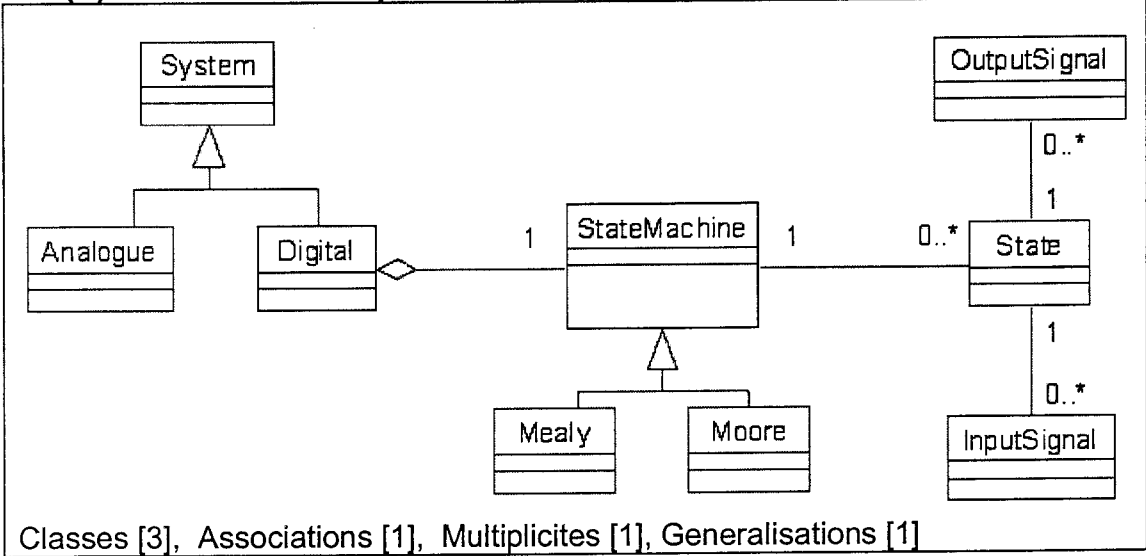 System
OutputSignal
0..*
1
Analogue
Digital
1
StateMachine
1
0..*
State
1
0..*
Mealy
Moore
InputSignal
Classes [3], Associations [1], Multiplicites [1], Generalisations [1]